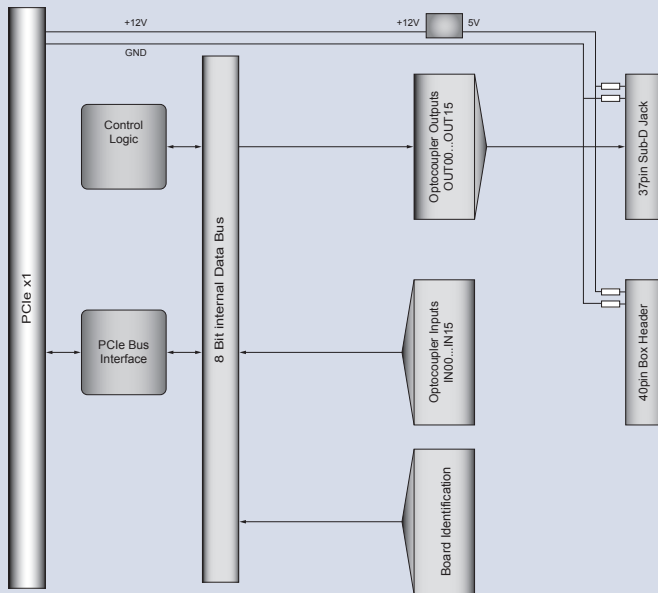 +12V
+12V
5V
GND
PCIe x1
Control
Logic
8 Bit internal Data Bus
Optocoupler Outputs
OUT00...OUT15
37pin Sub-D Jack
PCIe Bus
Interface
Optocoupler Inputs
IN00...IN15
40pin Box Header
Board Identification